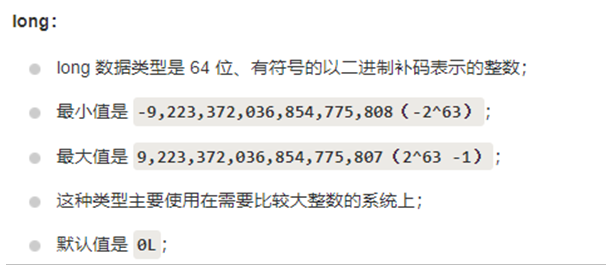 long：
long 数据类型是 64 位、有符号的以二进制补码表示的整数；
最小值是 -9,223,372,036,854,775,808（-2^63）；
最大值是 9,223,372,036,854,775,807（2^63 -1）；
这种类型主要使用在需要比较大整数的系统上；
默认值是 0L；